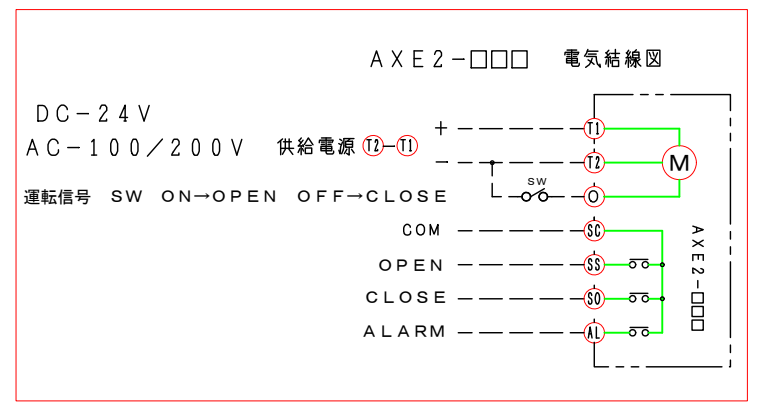 AXE2-□□□ 電気結線図
DC-24V
AC-100/200V 供給電源 T2-T1
+ T1
- T2
M
運転信号 SW ON→OPEN OFF→CLOSE
SW
O
COM SC
OPEN SS
CLOSE SO
ALARM AL
AXE2-□□□